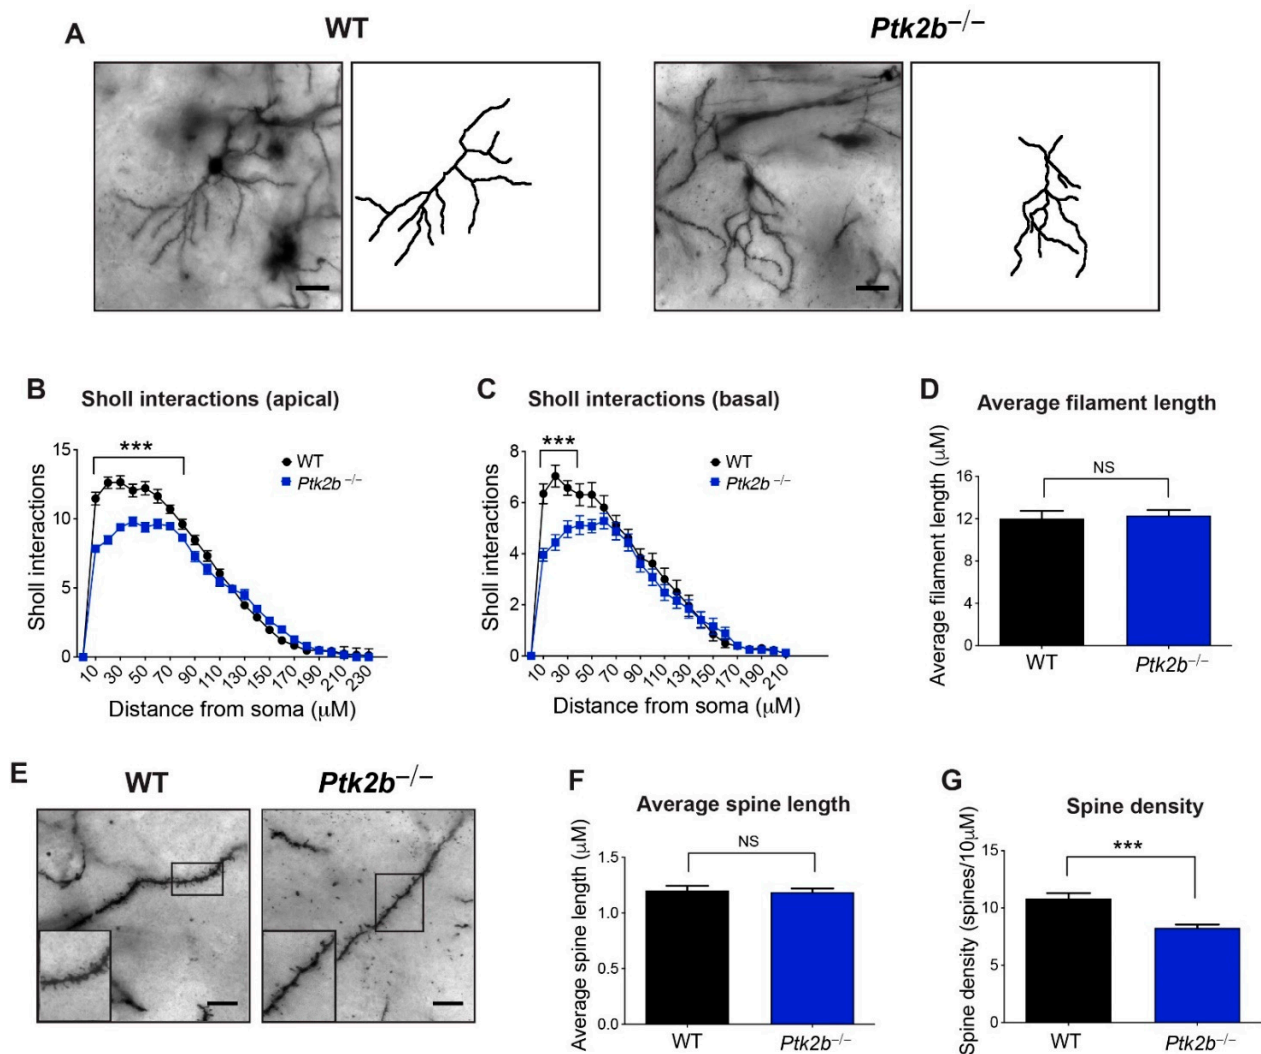 A
WT
Ptk2b−/−
B
Sholl interactions (apical)
Sholl interactions
15
10
5
0
***
WT
Ptk2b −/−
10 30 50 70 90 110 130 150 170 190 210 230
Distance from soma (μM)
C
Sholl interactions (basal)
Sholl interactions
8
6
4
2
0
***
WT
Ptk2b −/−
10 30 50 70 90 110 130 150 170 190 210
Distance from soma (μM)
D
Average filament length
Average filament length (μM)
16
12
8
4
0
NS
WT
Ptk2b−/−
E
WT
Ptk2b−/−
F
Average spine length
Average spine length (μM)
1.5
1.2
0.9
0.6
0.3
0.0
NS
WT
Ptk2b−/−
G
Spine density
Spine density (spines/10μM)
15
10
5
0
***
WT
Ptk2b−/−